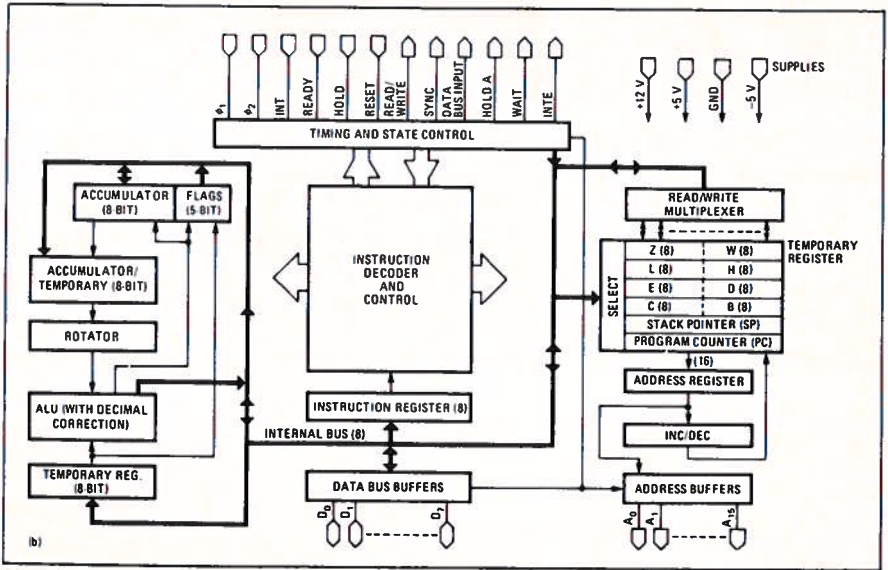 ϕ1
ϕ2
INT
READY
HOLD
RESET
READ/
WRITE
SYNC
DATA
BUS INPUT
HOLD A
WAIT
INTE
+12 V
+5 V
GND
-5 V
SUPPLIES
TIMING AND STATE CONTROL
ACCUMULATOR
(8-BIT)
FLAGS
(5-BIT)
ACCUMULATOR/
TEMPORARY (8-BIT)
ROTATOR
ALU (WITH DECIMAL
CORRECTION)
TEMPORARY REG.
(8-BIT)
INSTRUCTION
DECODER
AND
CONTROL
INSTRUCTION REGISTER (8)
INTERNAL BUS (8)
DATA BUS BUFFERS
D0
D1
D7
READ/WRITE
MULTIPLEXER
TEMPORARY
REGISTER
SELECT
Z (8) W (8)
L (8) H (8)
E (8) D (8)
C (8) B (8)
STACK POINTER (SP)
PROGRAM COUNTER (PC)
(16)
ADDRESS REGISTER
INC/DEC
ADDRESS BUFFERS
A0
A1
A15
(b)